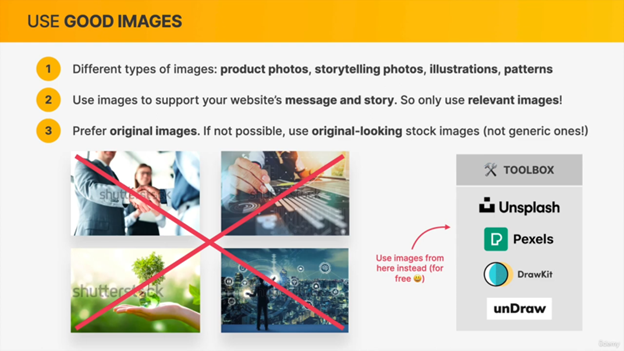 USE GOOD IMAGES
1 Different types of images: product photos, storytelling photos, illustrations, patterns
2 Use images to support your website's message and story. So only use relevant images!
3 Prefer original images. If not possible, use original-looking stock images (not generic ones!)
shutterstock
shutterstock
shutterstock
Use images from
here instead (for
free 🤩)
🛠 TOOLBOX
Unsplash
Pexels
DrawKit
unDraw
Udemy